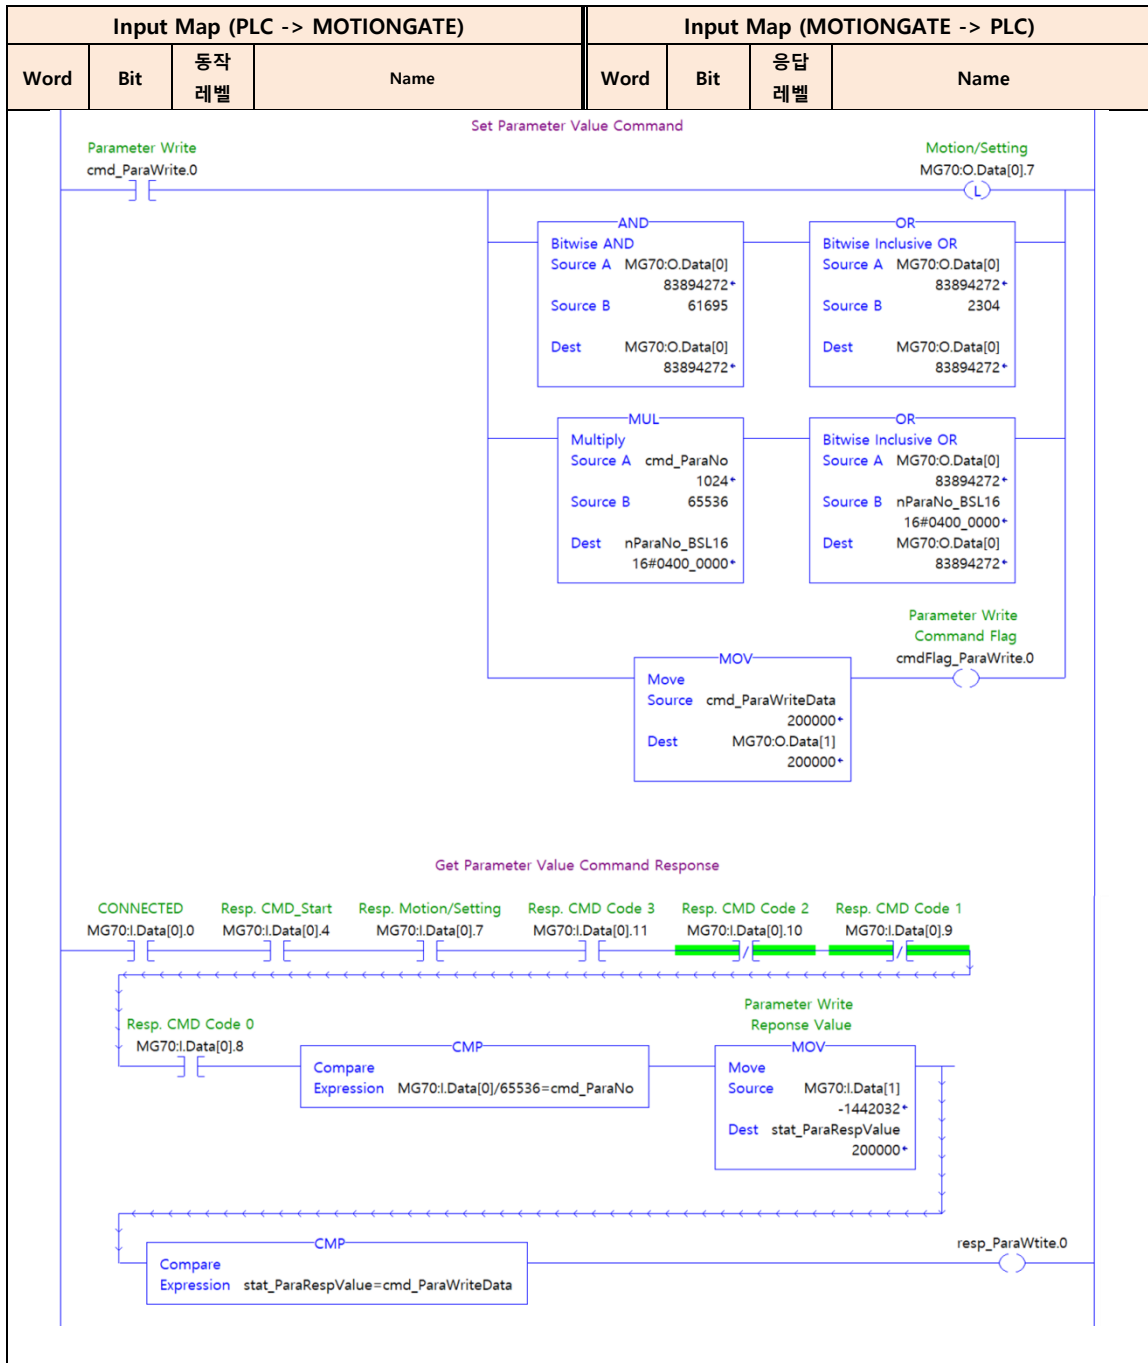 Input Map (PLC -> MOTIONGATE) Input Map (MOTIONGATE -> PLC)
Word Bit 동작 레벨 Name Word Bit 응답 레벨 Name
Set Parameter Value Command
Parameter Write
cmd_ParaWrite.0
Motion/Setting
MG70:O.Data[0].7
L
AND
Bitwise AND
Source A MG70:O.Data[0]
83894272
Source B 61695
Dest MG70:O.Data[0]
83894272
OR
Bitwise Inclusive OR
Source A MG70:O.Data[0]
83894272
Source B 2304
Dest MG70:O.Data[0]
83894272
MUL
Multiply
Source A cmd_ParaNo
1024
Source B 65536
Dest nParaNo_BSL16
16#0400_0000
OR
Bitwise Inclusive OR
Source A MG70:O.Data[0]
83894272
Source B nParaNo_BSL16
16#0400_0000
Dest MG70:O.Data[0]
83894272
MOV
Move
Source cmd_ParaWriteData
200000
Dest MG70:O.Data[1]
200000
Parameter Write
Command Flag
cmdFlag_ParaWrite.0
Get Parameter Value Command Response
CONNECTED Resp. CMD_Start Resp. Motion/Setting Resp. CMD Code 3 Resp. CMD Code 2 Resp. CMD Code 1
MG70:I.Data[0].0 MG70:I.Data[0].4 MG70:I.Data[0].7 MG70:I.Data[0].11 MG70:I.Data[0].10 MG70:I.Data[0].9
Resp. CMD Code 0
MG70:I.Data[0].8
CMP
Compare
Expression MG70:I.Data[0]/65536=cmd_ParaNo
Parameter Write
Reponse Value
MOV
Move
Source MG70:I.Data[1]
-1442032
Dest stat_ParaRespValue
200000
CMP
Compare
Expression stat_ParaRespValue=cmd_ParaWriteData
resp_ParaWtite.0